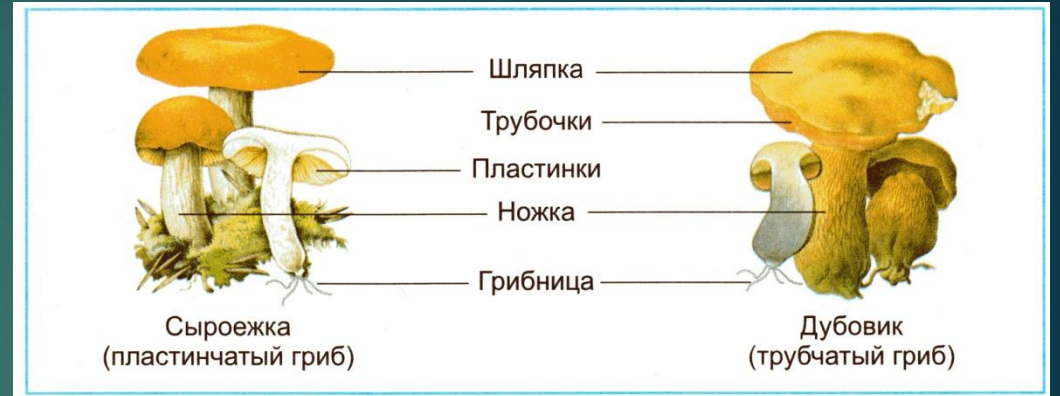 Шляпка
Трубочки
Пластинки
Ножка
Грибница
Сыроежка
(пластинчатый гриб)
Дубовик
(трубчатый гриб)